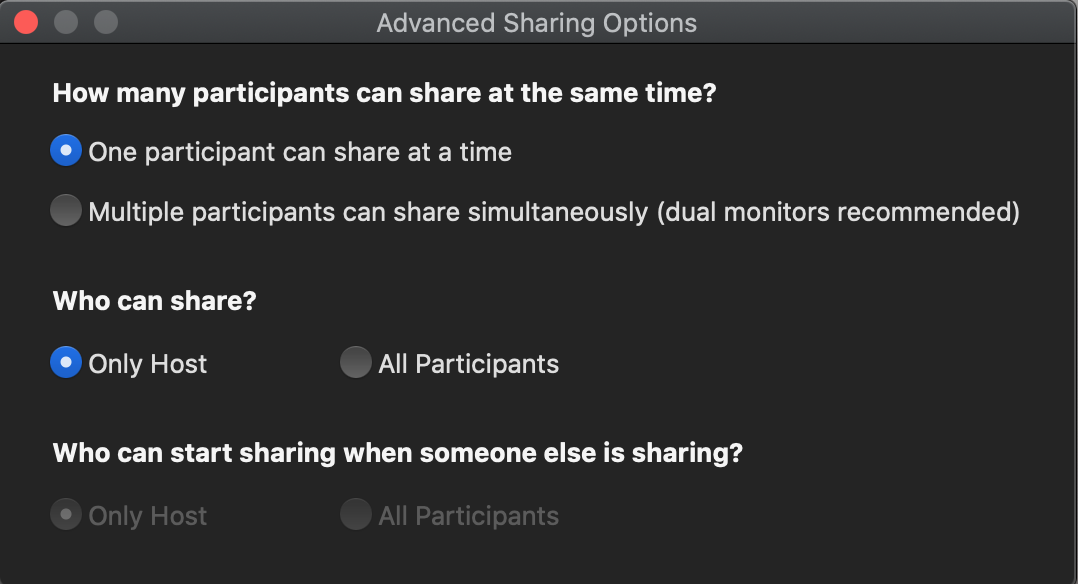 Advanced Sharing Options
How many participants can share at the same time?
One participant can share at a time
Multiple participants can share simultaneously (dual monitors recommended)
Who can share?
Only Host All Participants
Who can start sharing when someone else is sharing?
Only Host All Participants